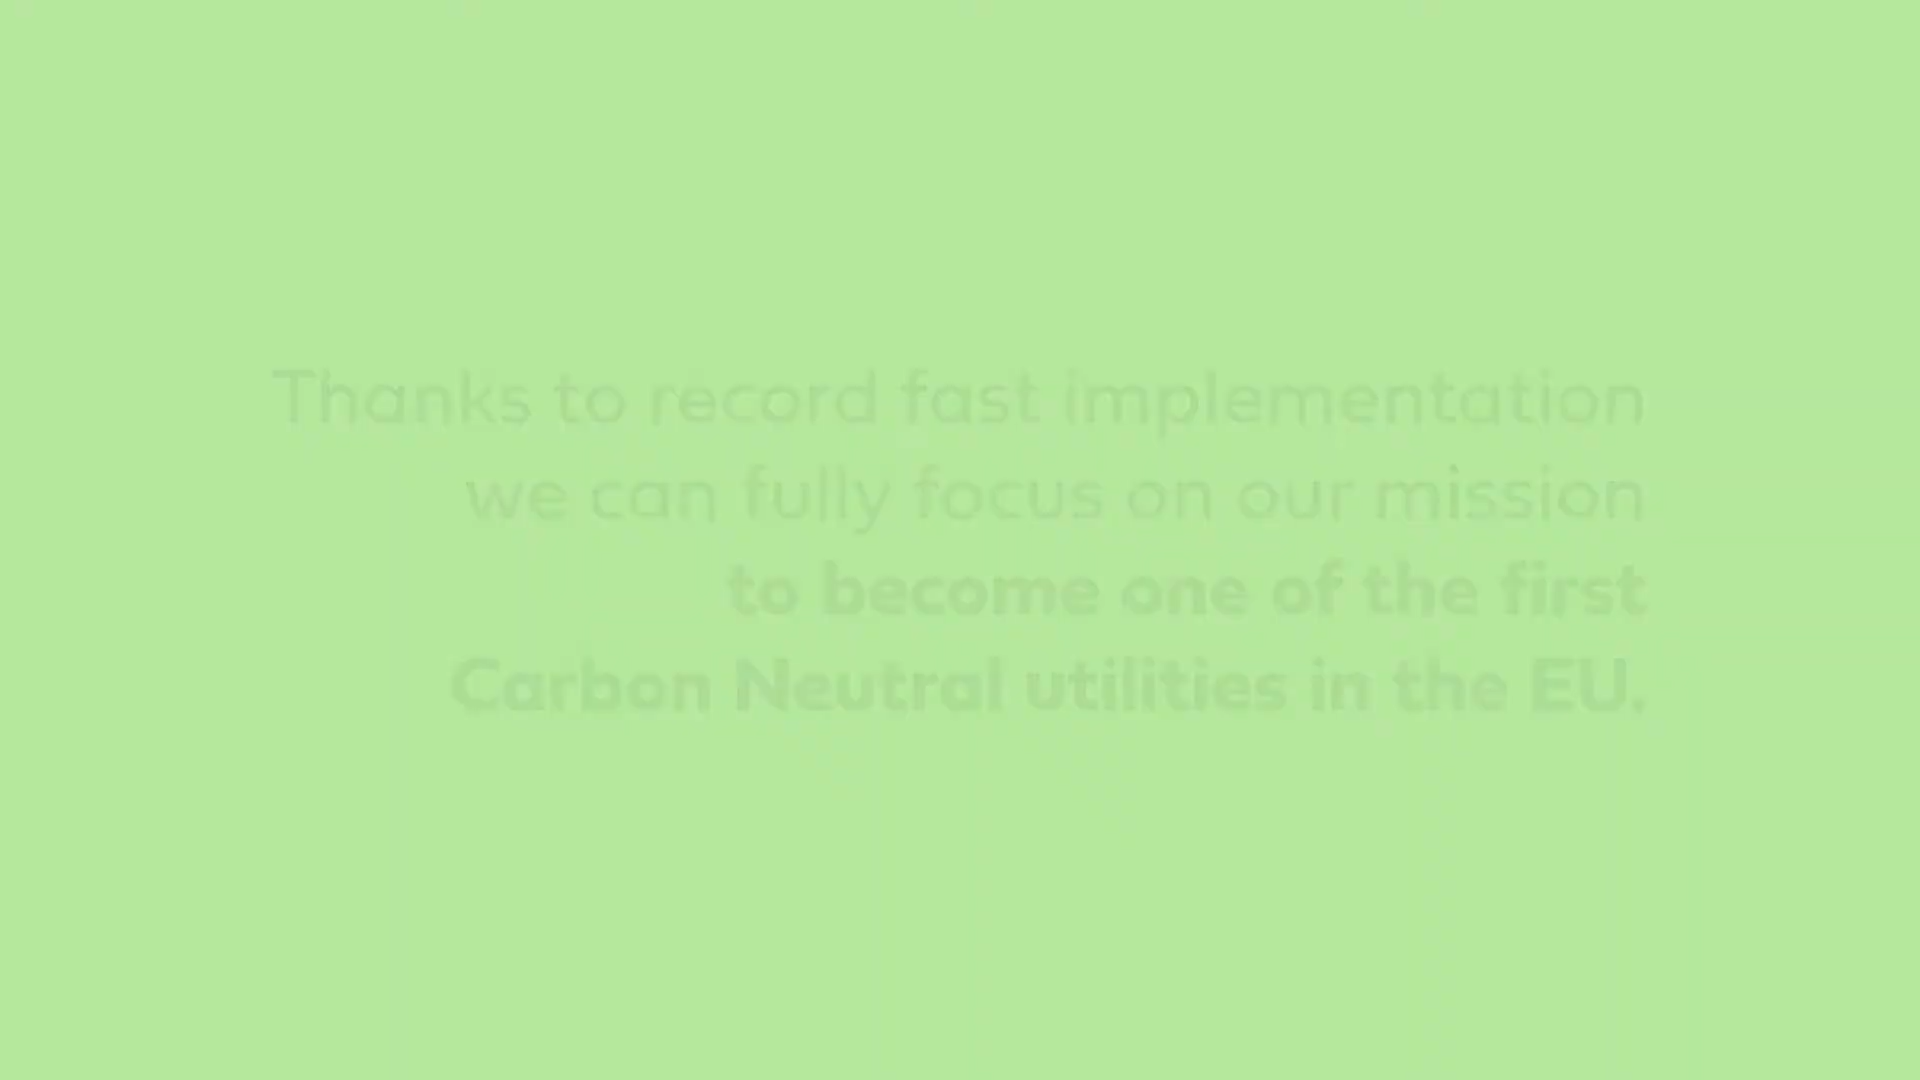 Thanks to record fast implementation
we can fully focus on our mission
to become one of the first
Carbon Neutral utilities in the EU.